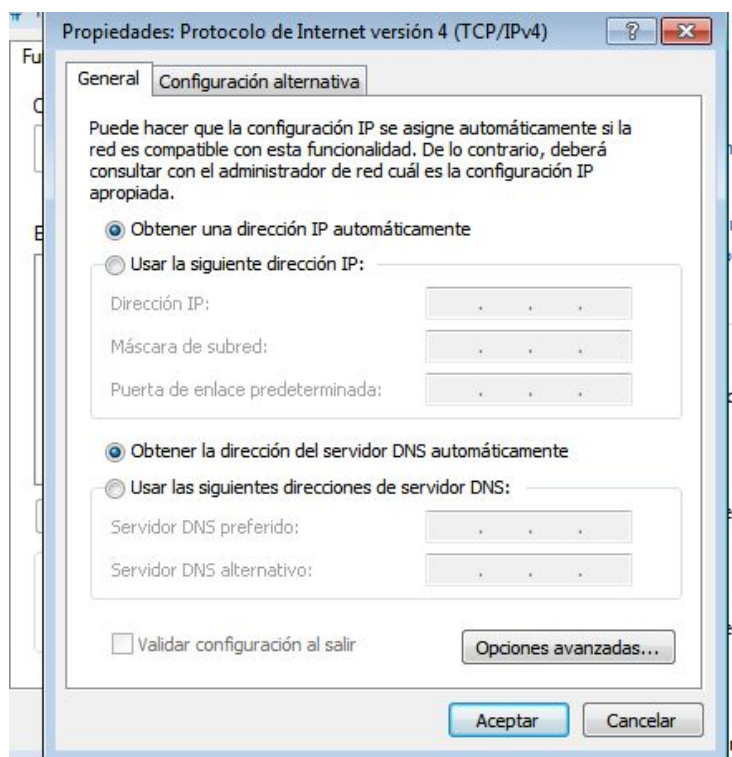 Propiedades: Protocolo de Internet versión 4 (TCP/IPv4)
Fu
General
Configuración alternativa
Puede hacer que la configuración IP se asigne automáticamente si la
red es compatible con esta funcionalidad. De lo contrario, deberá
consultar con el administrador de red cuál es la configuración IP
apropiada.
Obtener una dirección IP automáticamente
Usar la siguiente dirección IP:
Dirección IP:
Máscara de subred:
Puerta de enlace predeterminada:
Obtener la dirección del servidor DNS automáticamente
Usar las siguientes direcciones de servidor DNS:
Servidor DNS preferido:
Servidor DNS alternativo:
Validar configuración al salir
Opciones avanzadas...
Aceptar
Cancelar